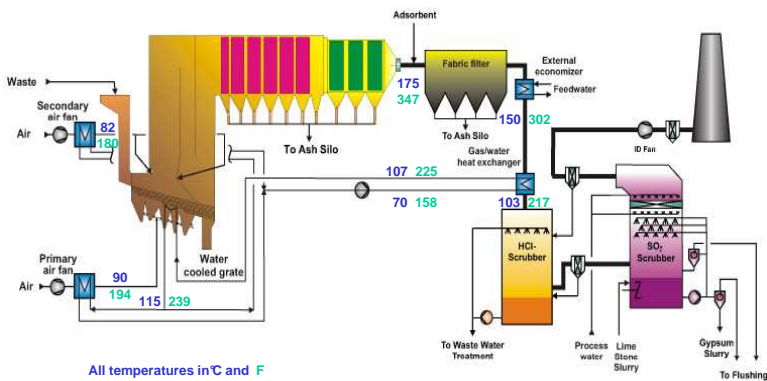 Adsorbent
Waste
Fabric filter
External
economizer
Feedwater
175
347
Secondary
air fan
82
180
Air
To Ash Silo
To Ash Silo
150 302
ID Fan
Gas/water
heat exchanger
107 225
70 158
103 217
HCl-
Scrubber
SO2
Scrubber
Water
cooled grate
Primary
air fan
90
194
Air
115 239
To Waste Water
Treatment
Process
water
Lime
Stone
Slurry
Gypsum
Slurry
To Flushing
All temperatures in°C and F